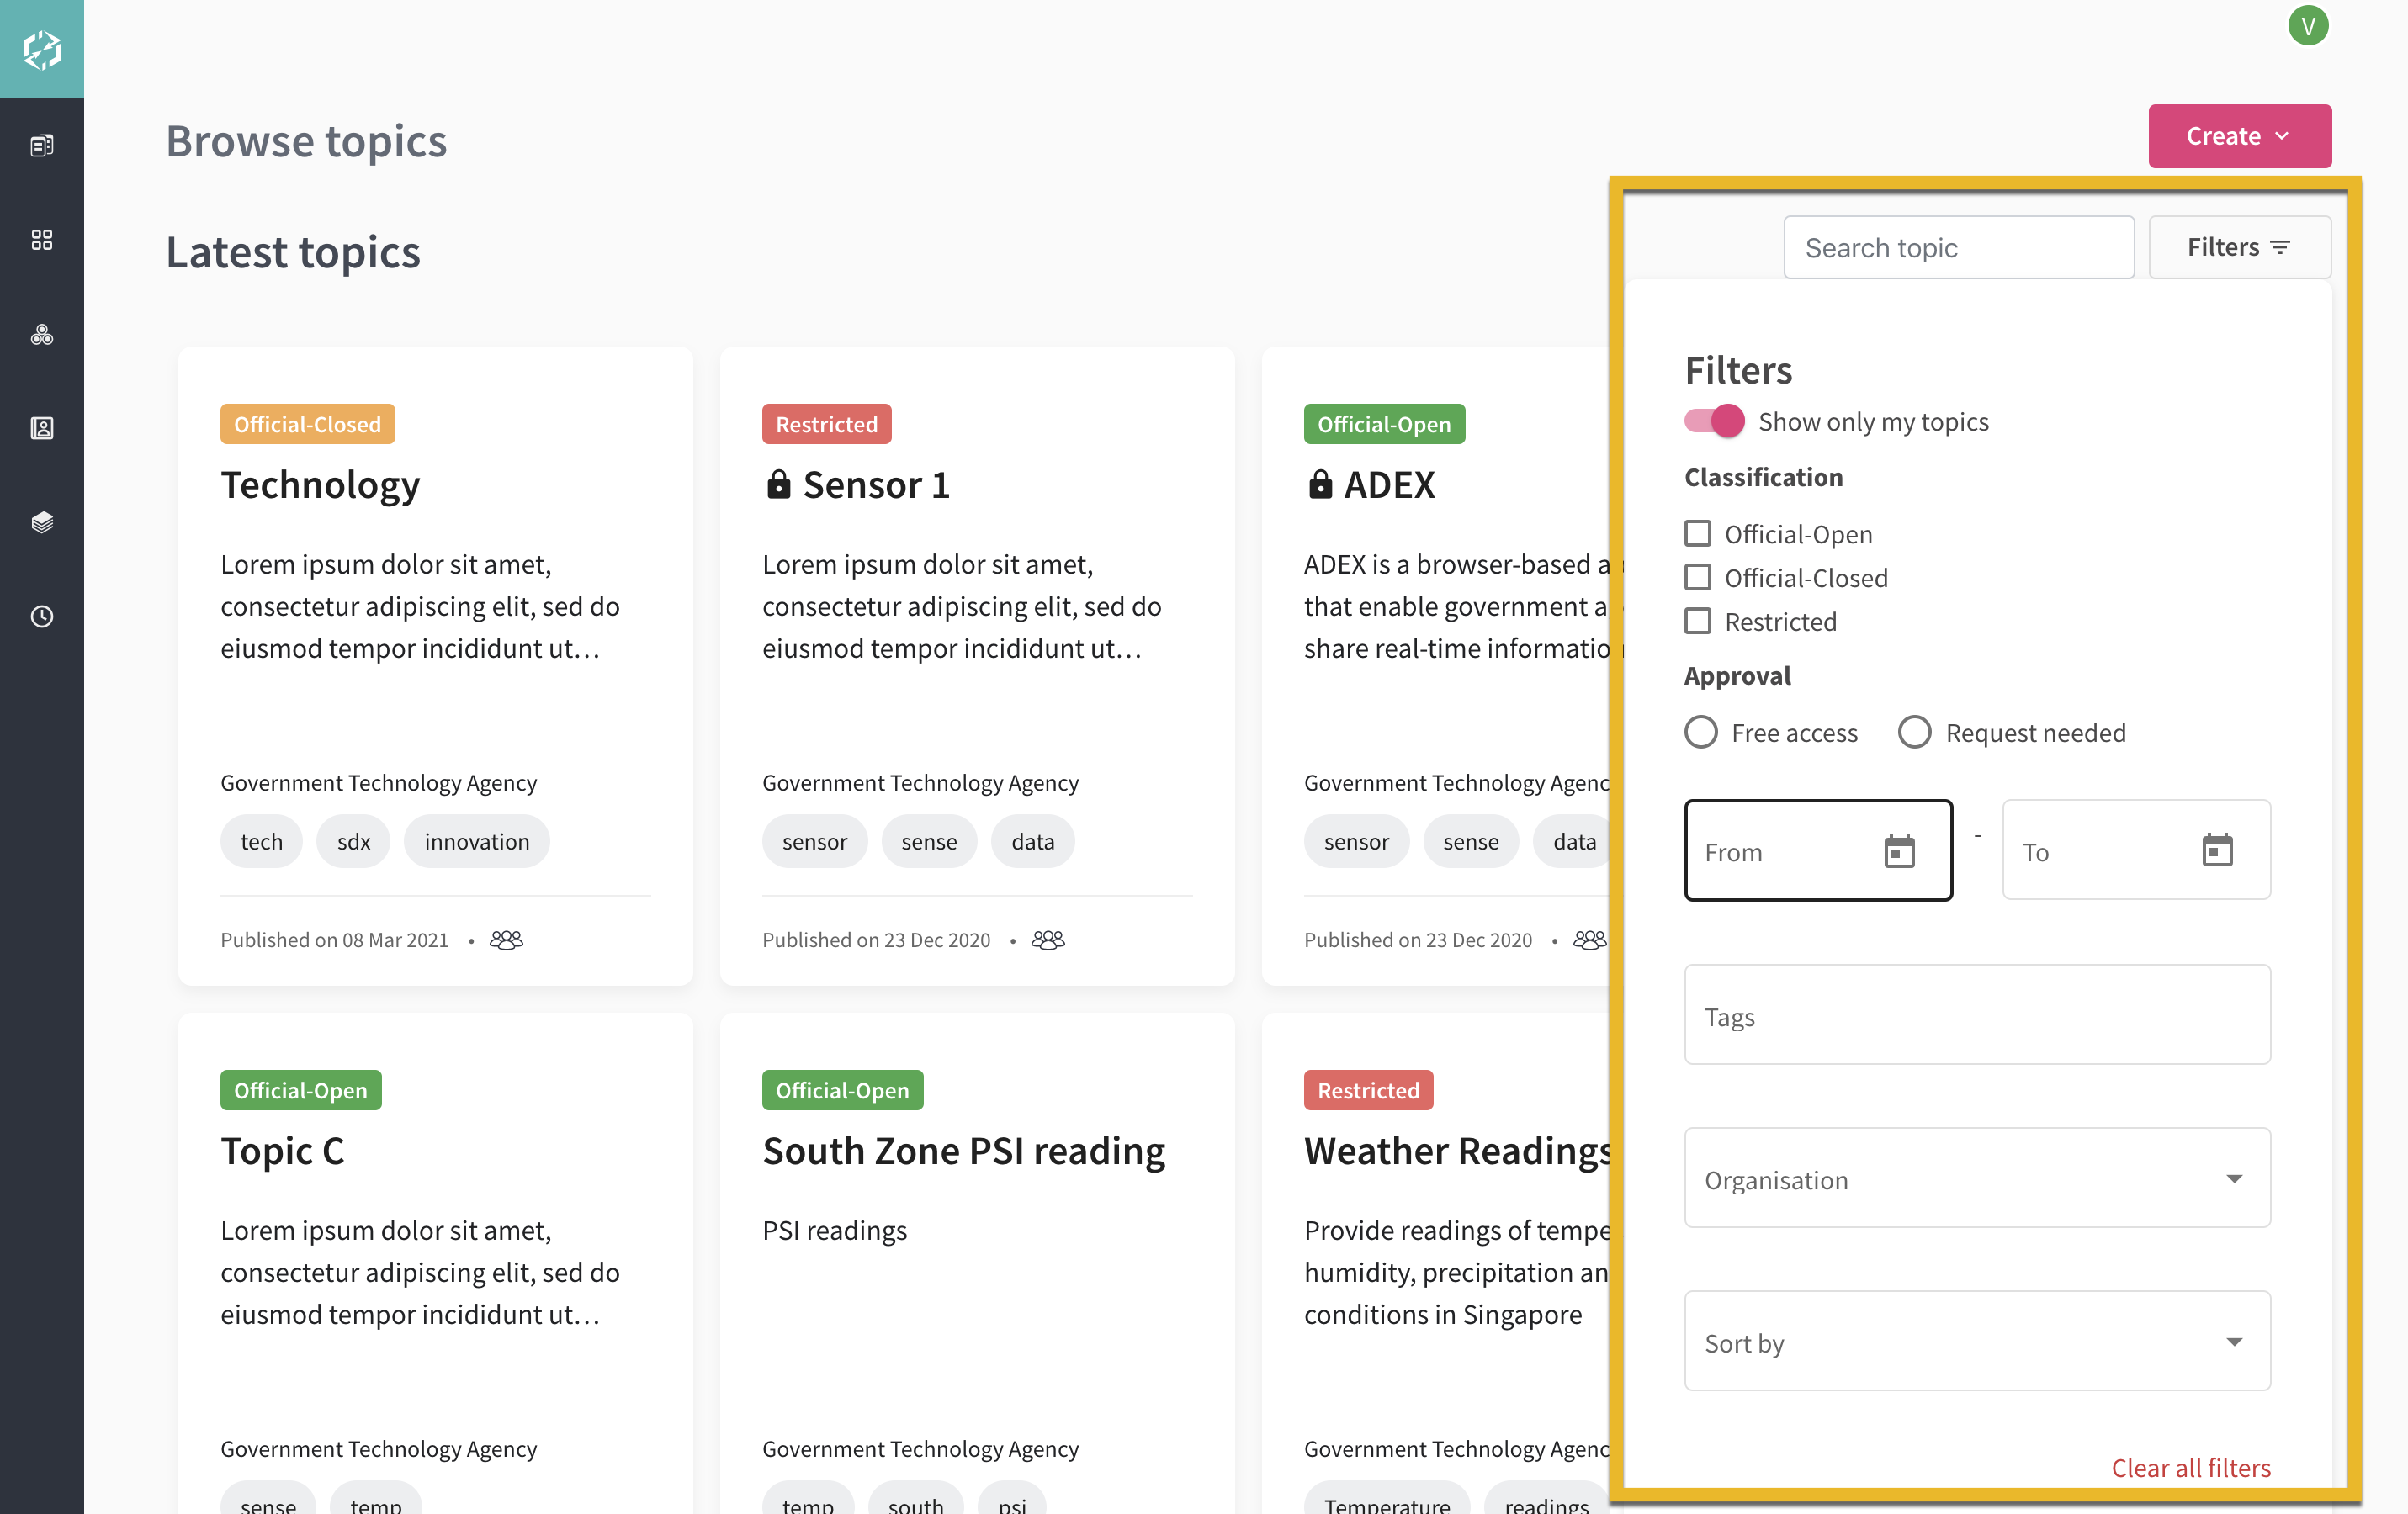 V
Browse topics
Create
Latest topics
Search topic
Filters
Official-Closed
Technology
Lorem ipsum dolor sit amet,
consectetur adipiscing elit, sed do
eiusmod tempor incididunt ut…
Government Technology Agency
tech sdx innovation
Published on 08 Mar 2021 •
Restricted
Sensor 1
Lorem ipsum dolor sit amet,
consectetur adipiscing elit, sed do
eiusmod tempor incididunt ut…
Government Technology Agency
sensor sense data
Published on 23 Dec 2020 •
Official-Open
ADEX
ADEX is a browser-based a
that enable government a
share real-time informatio
Government Technology Agenc
sensor sense data
Published on 23 Dec 2020 •
Official-Open
Topic C
Lorem ipsum dolor sit amet,
consectetur adipiscing elit, sed do
eiusmod tempor incididunt ut…
Government Technology Agency
sense temp
Official-Open
South Zone PSI reading
PSI readings
Government Technology Agency
temp south psi
Restricted
Weather Readings
Provide readings of tempe
humidity, precipitation an
conditions in Singapore
Government Technology Agenc
Temperature readings
Filters
Show only my topics
Classification
Official-Open
Official-Closed
Restricted
Approval
Free access Request needed
From - To
Tags
Organisation
Sort by
Clear all filters